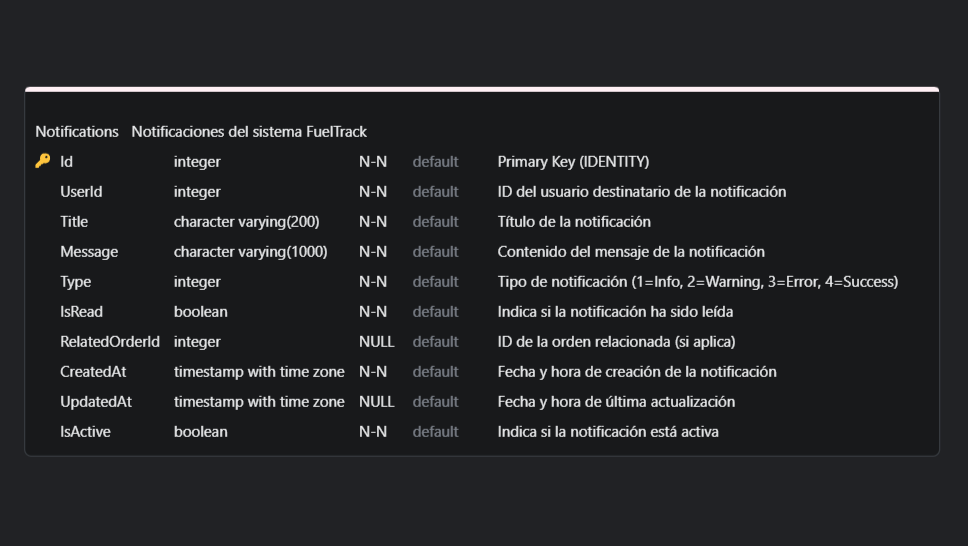 Notifications Notificaciones del sistema FuelTrack
Id integer N-N default Primary Key (IDENTITY)
UserId integer N-N default ID del usuario destinatario de la notificación
Title character varying(200) N-N default Título de la notificación
Message character varying(1000) N-N default Contenido del mensaje de la notificación
Type integer N-N default Tipo de notificación (1=Info, 2=Warning, 3=Error, 4=Success)
IsRead boolean N-N default Indica si la notificación ha sido leída
RelatedOrderId integer NULL default ID de la orden relacionada (si aplica)
CreatedAt timestamp with time zone N-N default Fecha y hora de creación de la notificación
UpdatedAt timestamp with time zone NULL default Fecha y hora de última actualización
IsActive boolean N-N default Indica si la notificación está activa